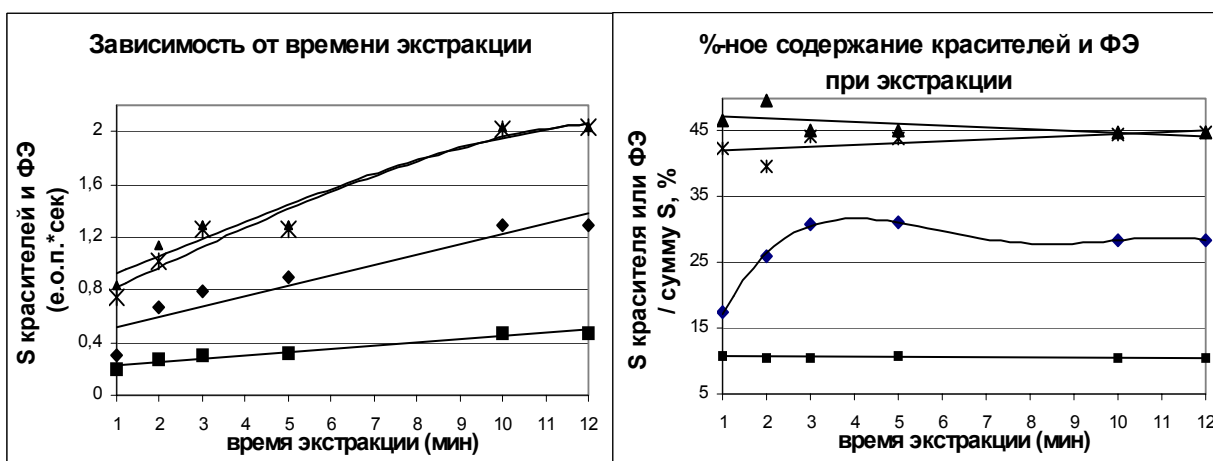 Зависимость от времени экстракции
S красителей и ФЭ
(е.о.п.*сек)
2
1,6
1,2
0,8
0,4
0
1 2 3 4 5 6 7 8 9 10 11 12
время экстракции (мин)
%-ное содержание красителей и ФЭ
при экстракции
S красителя или ФЭ
/ сумму S, %
45
35
25
15
5
1 2 3 4 5 6 7 8 9 10 11 12
время экстракции (мин)